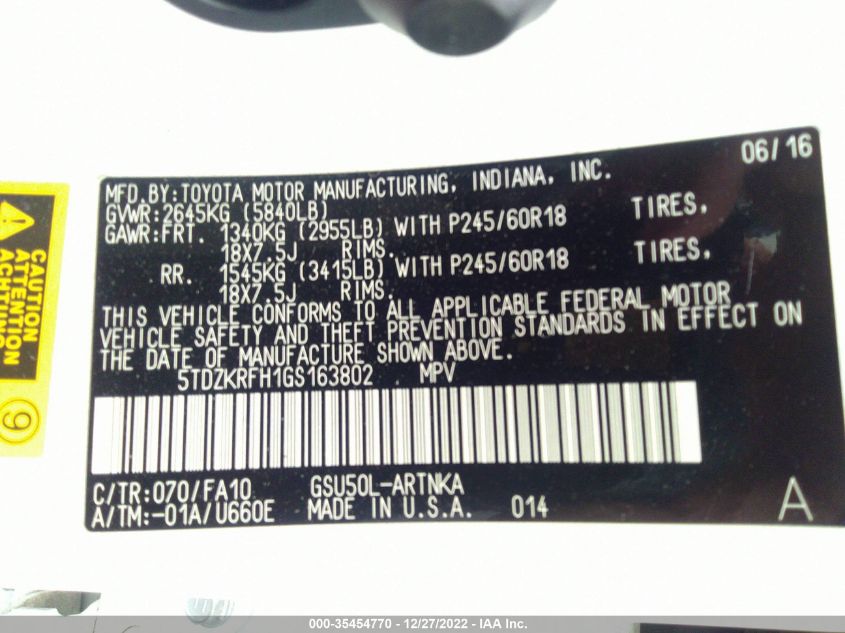 06/16
MFD.BY:TOYOTA MOTOR MANUFACTURING, INDIANA, INC.
GVWR:2645KG (5840LB)
GAWR:FRT. 1340KG (2955LB) WITH P245/60R18 TIRES,
18X7.5J RIMS.
RR. 1545KG (3415LB) WITH P245/60R18 TIRES,
18X7.5J RIMS.
THIS VEHICLE CONFORMS TO ALL APPLICABLE FEDERAL MOTOR
VEHICLE SAFETY AND THEFT PREVENTION STANDARDS IN EFFECT ON
THE DATE OF MANUFACTURE SHOWN ABOVE.
5TDZKRFH1GS163802 MPV
C/TR:070/FA10 GSU50L-ARTNKA
A/TM:-01A/U660E MADE IN U.S.A. 014 A
CAUTION
ATTENTION
ACHTUNG
9
000-35454770 - 12/27/2022 - IAA Inc.